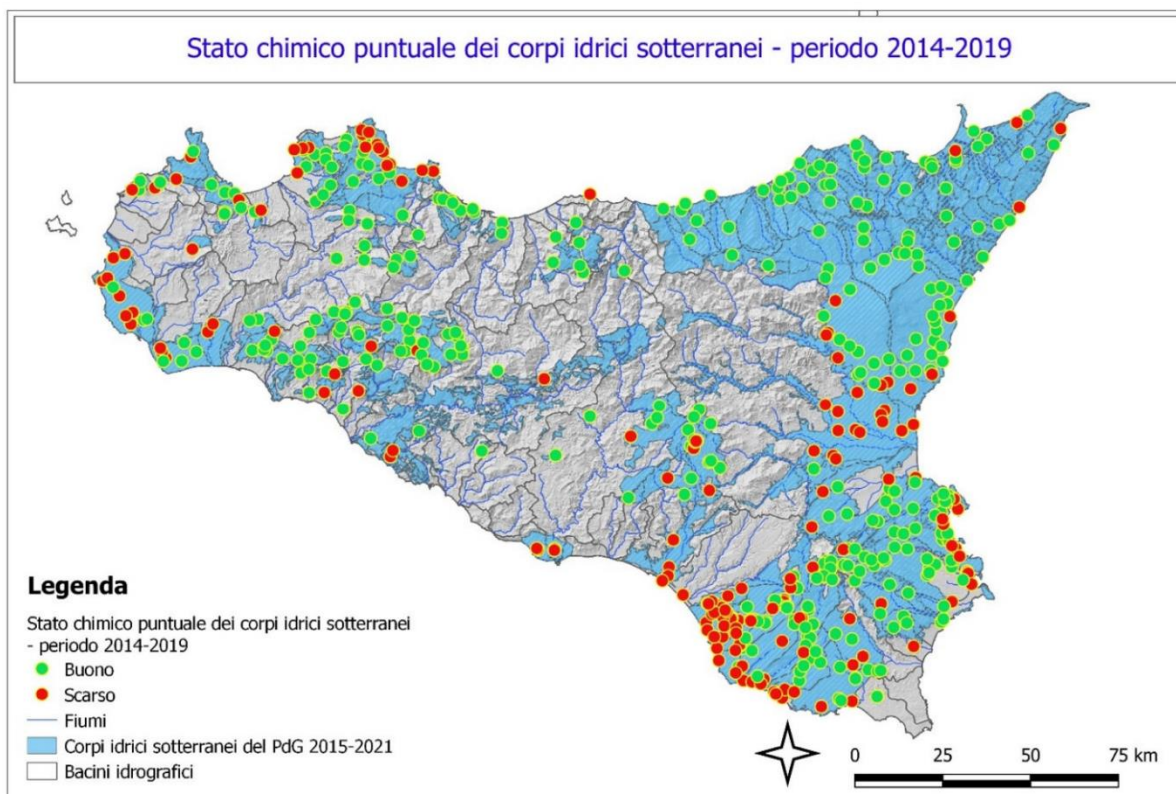 Stato chimico puntuale dei corpi idrici sotterranei - periodo 2014-2019
Legenda
Stato chimico puntuale dei corpi idrici sotterranei
- periodo 2014-2019
Buono
Scarso
Fiumi
Corpi idrici sotterranei del PdG 2015-2021
Bacini idrografici
0 25 50 75 km